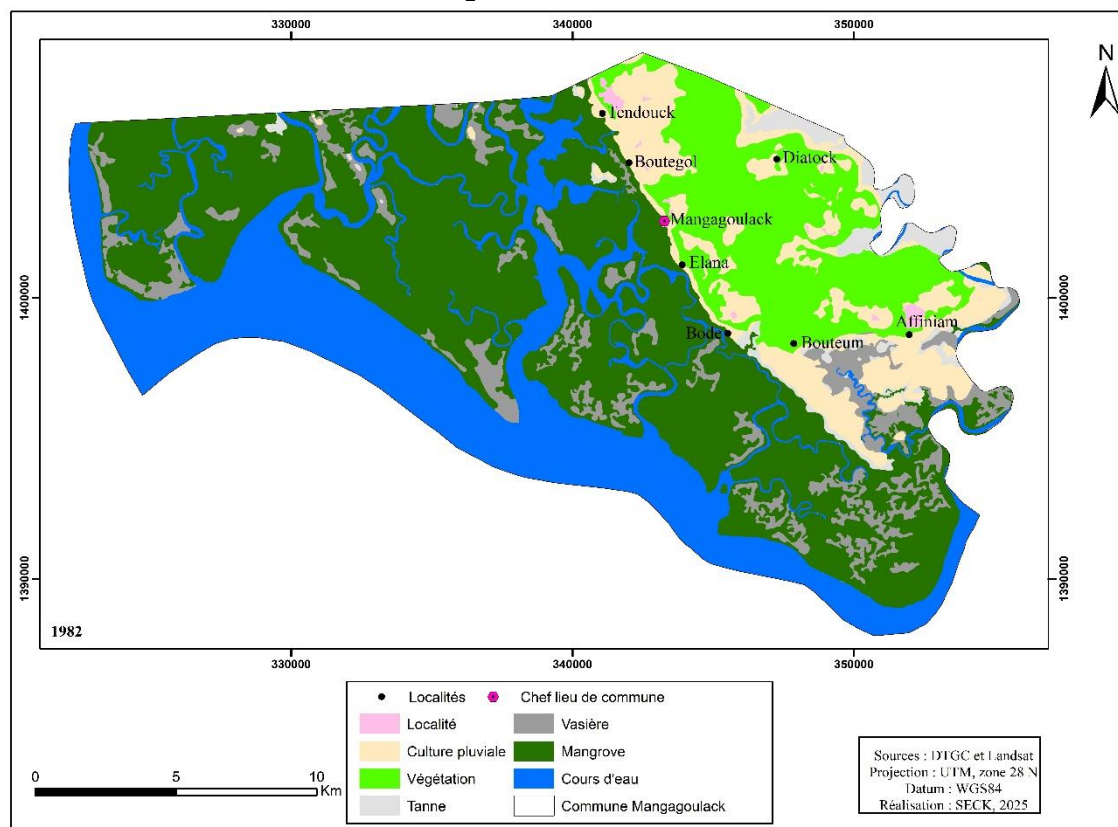 330000
340000
350000
N
Tendouck
Boutegol
Diatock
Mangagoulack
Elana
1400000
1400000
Affiniam
Bode
Bouteum
1390000
1390000
1982
330000
340000
350000
Localités
Chef lieu de commune
Localité
Vasière
Culture pluviale
Mangrove
Végétation
Cours d'eau
Tanne
Commune Mangagoulack
0 5 10
Km
Sources : DTGC et Landsat
Projection : UTM, zone 28 N
Datum : WGS84
Réalisation : SECK, 2025